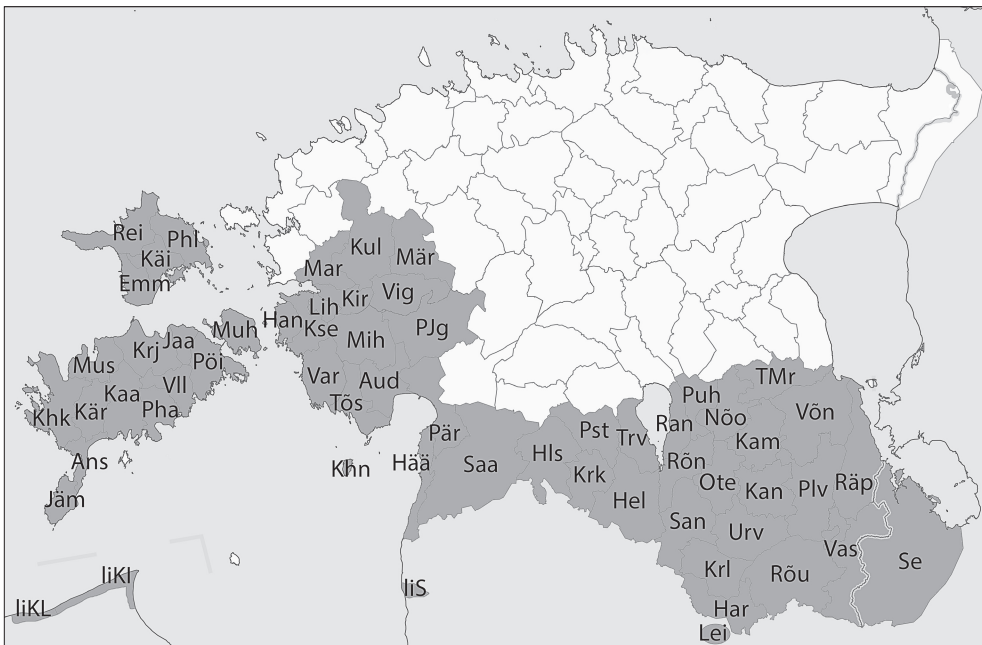 Rei
Phl
Käi
Emm
Kul
Mär
Mar
Vig
Lih
Kir
Han
Kse
Mih
PJg
Var
Aud
Tõs
Muh
Jaa
Krj
Pöi
Mus
Vll
Kaa
Khk
Kär
Pha
Ans
Jäm
Khn
Pär
Hää
Saa
Hls
Pst
Trv
Krk
Hel
Ran
Puh
TMr
Nõo
Võn
Kam
Rõn
Ote
Kan
Plv
Räp
San
Urv
Vas
Se
Krl
Rõu
Har
Lei
IiS
IiKI
IiKL